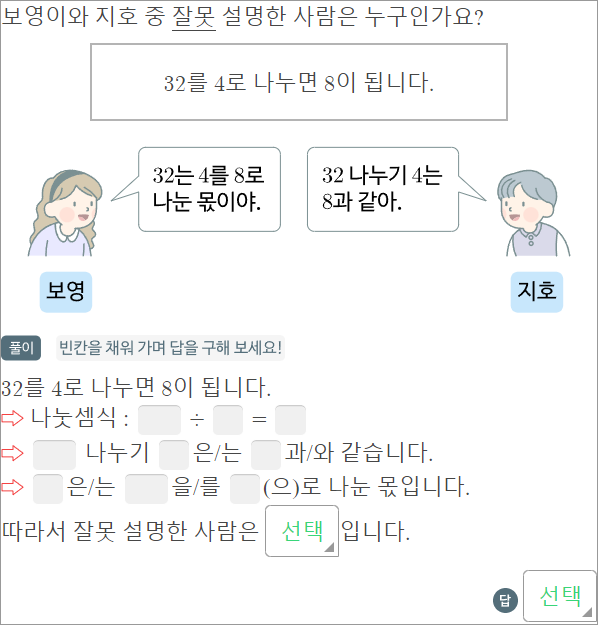 보영이와 지호 중 잘못 설명한 사람은 누구인가요?
32를 4로 나누면 8이 됩니다.
32는 4를 8로
나눈 몫이야.
32 나누기 4는
8과 같아.
보영
지호
풀이 빈칸을 채워 가며 답을 구해 보세요!
32를 4로 나누면 8이 됩니다.
⇨ 나눗셈식 : ÷ =
⇨ 나누기 은/는 과/와 같습니다.
⇨ 은/는 을/를 (으)로 나눈 몫입니다.
따라서 잘못 설명한 사람은 선택 입니다.
답 선택